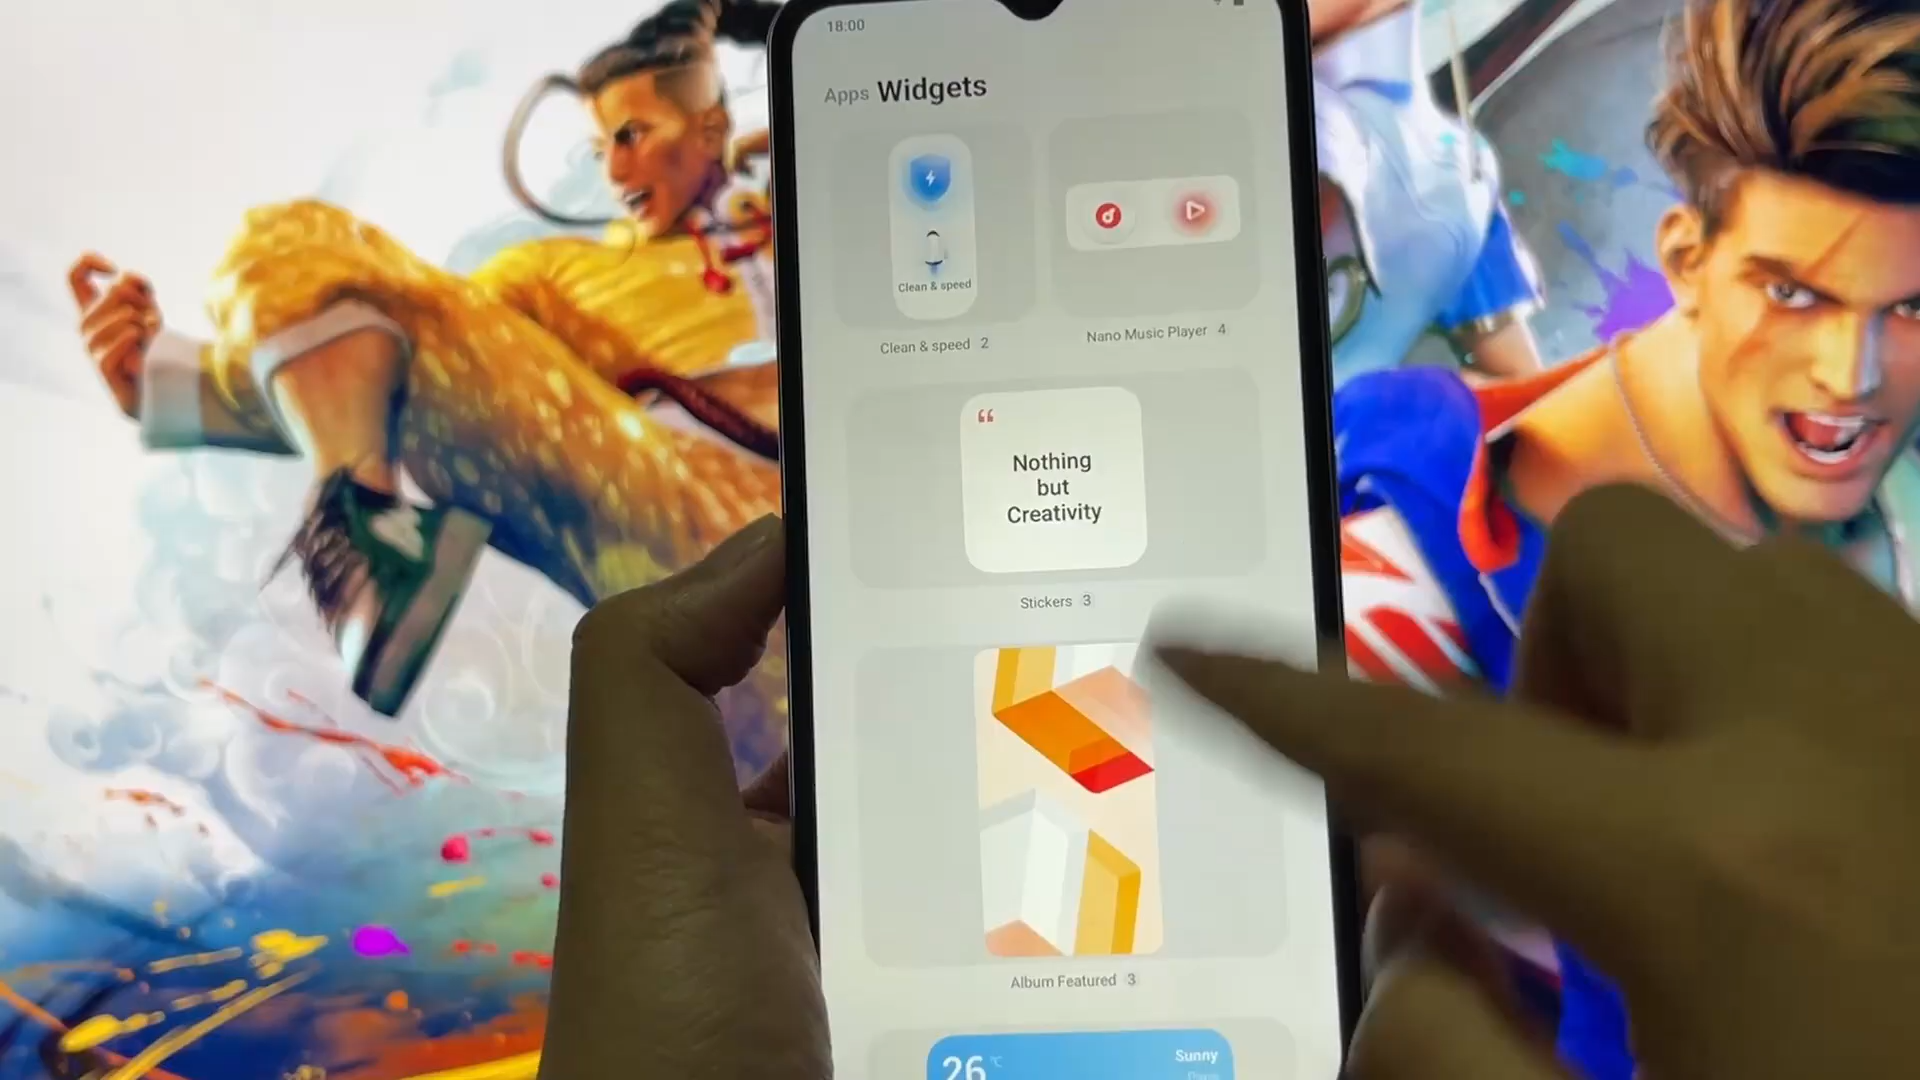 18:00
Apps Widgets
Clean & speed
Clean & speed 2
Nano Music Player 4
“
Nothing
but
Creativity
Stickers 3
Album Featured 3
26 ℃
Sunny